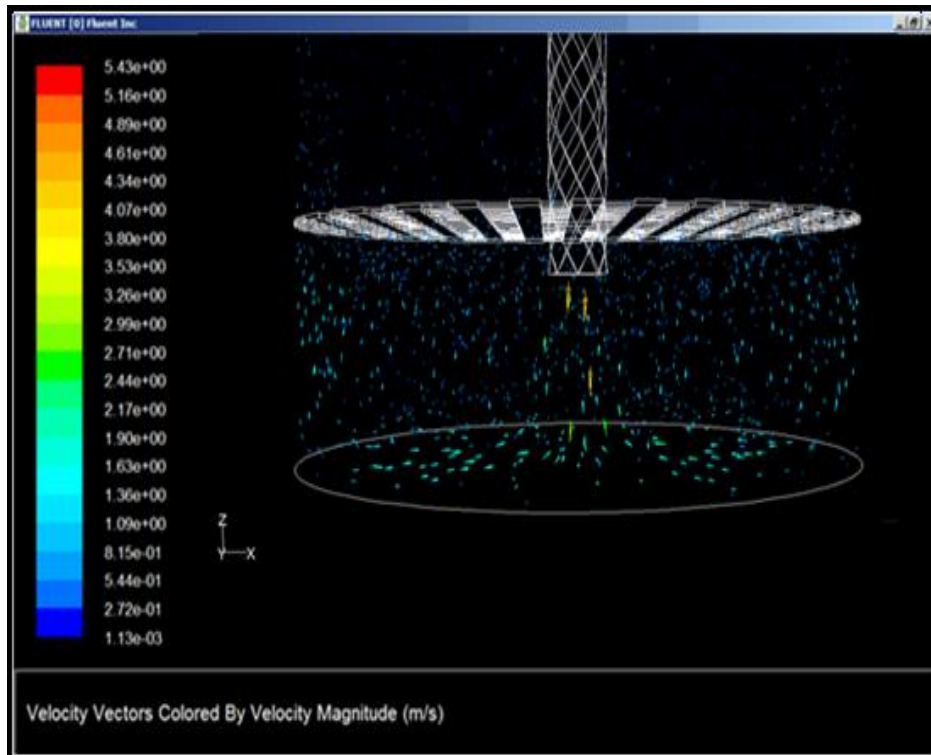 FLUENT [0] Fluent Inc
5.43e+00
5.16e+00
4.89e+00
4.61e+00
4.34e+00
4.07e+00
3.80e+00
3.53e+00
3.26e+00
2.99e+00
2.71e+00
2.44e+00
2.17e+00
1.90e+00
1.63e+00
1.36e+00
1.09e+00
8.15e-01
5.44e-01
2.72e-01
1.13e-03
Z
Y X
Velocity Vectors Colored By Velocity Magnitude (m/s)